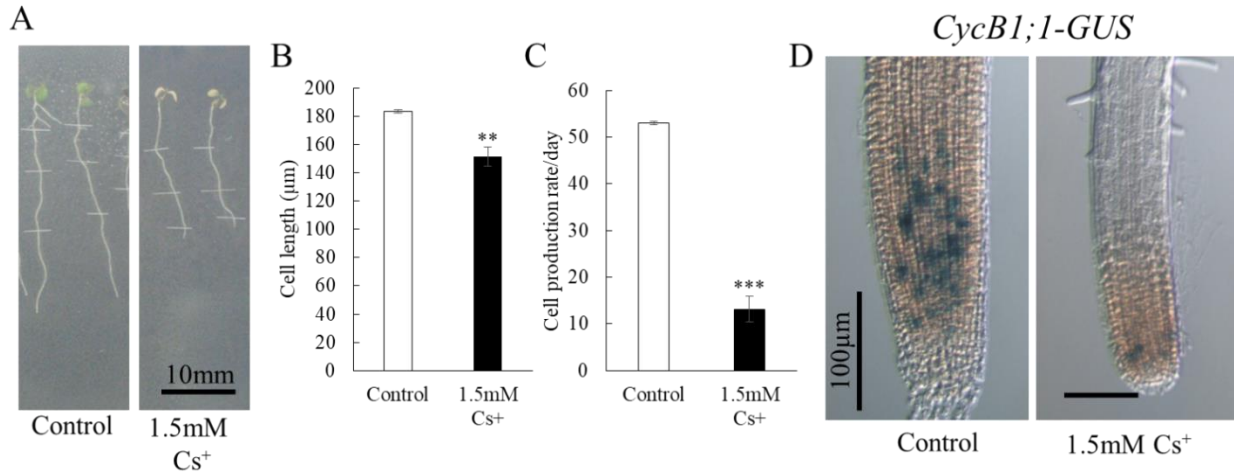 A
10mm
Control
1.5mM
Cs⁺
B
Cell length (µm)
200
180
160
140
120
100
80
60
40
20
0
**
Control
1.5mM
Cs+
C
Cell production rate/day
60
50
40
30
20
10
0
***
Control
1.5mM
Cs+
CycB1;1-GUS
D
100µm
Control
1.5mM Cs⁺